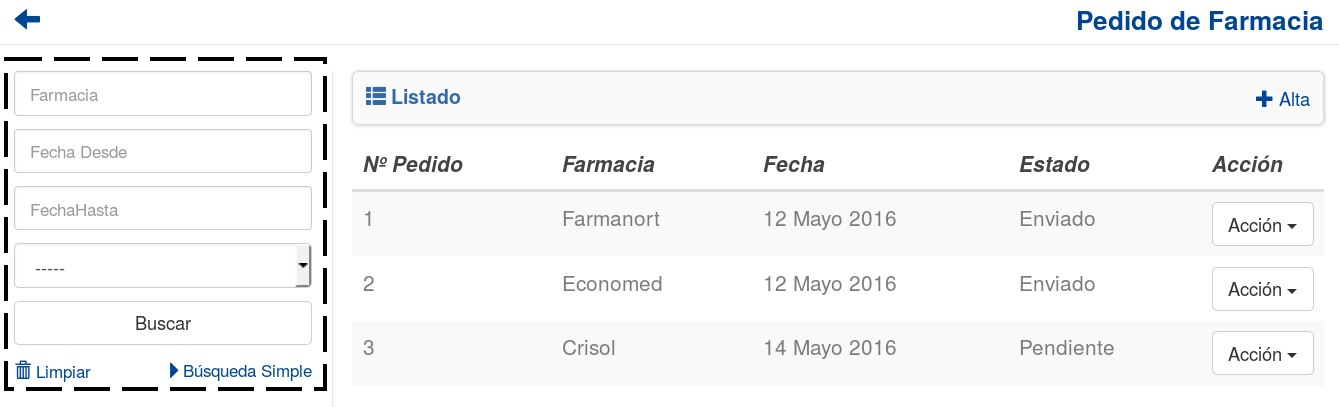 Pedido de Farmacia
Farmacia
Fecha Desde
FechaHasta
-----
Buscar
Limpiar
Búsqueda Simple
Listado
Alta
Nº Pedido Farmacia Fecha Estado Acción
1 Farmanort 12 Mayo 2016 Enviado Acción
2 Economed 12 Mayo 2016 Enviado Acción
3 Crisol 14 Mayo 2016 Pendiente Acción